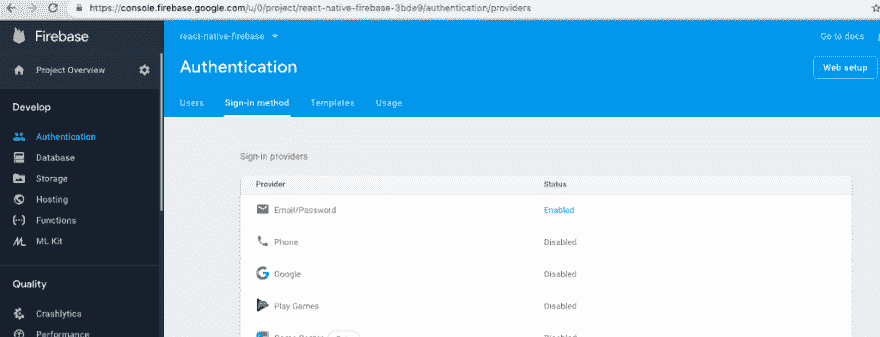 https://console.firebase.google.com/u/0/project/react-native-firebase-3bde9/authentication/providers
Firebase
react-native-firebase
Go to docs
Project Overview
Authentication
Web setup
Users
Sign-in method
Templates
Usage
Develop
Authentication
Database
Storage
Hosting
Functions
ML Kit
Quality
Crashlytics
Performance
Sign-in providers
Provider Status
Email/Password Enabled
Phone Disabled
Google Disabled
Play Games Disabled
Game Center Disabled